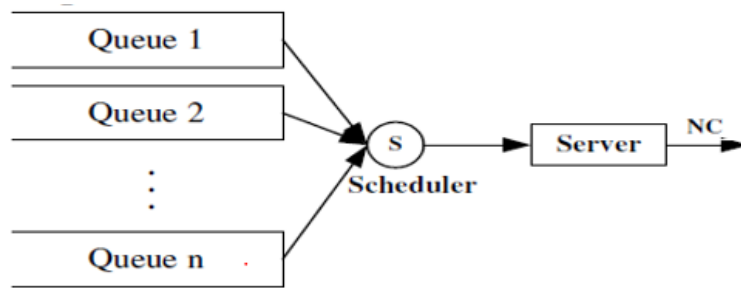 Queue 1
Queue 2
S
Scheduler
Server
NC
Queue n